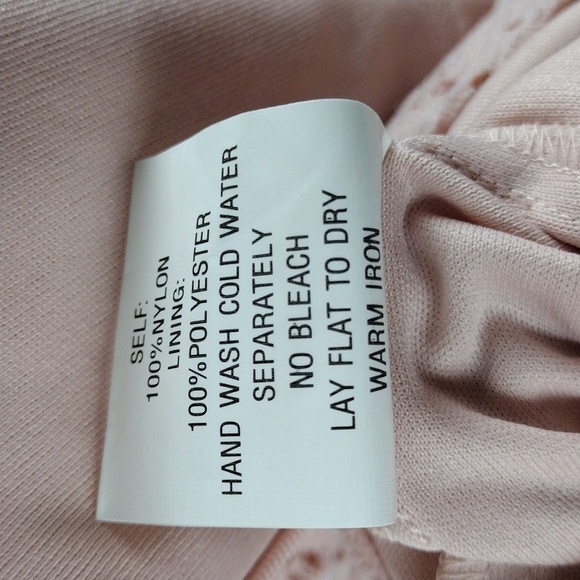 SELF:
100%NYLON
LINING:
100%POLYESTER
HAND WASH COLD WATER
SEPARATELY
NO BLEACH
LAY FLAT TO DRY
WARM IRON